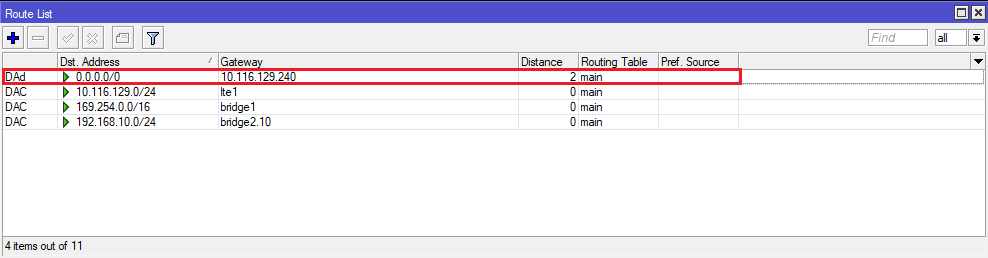 Route List
Find all
Dst. Address Gateway Distance Routing Table Pref. Source
DAd 0.0.0.0/0 10.116.129.240 2 main
DAC 10.116.129.0/24 lte1 0 main
DAC 169.254.0.0/16 bridge1 0 main
DAC 192.168.10.0/24 bridge2.10 0 main
4 items out of 11